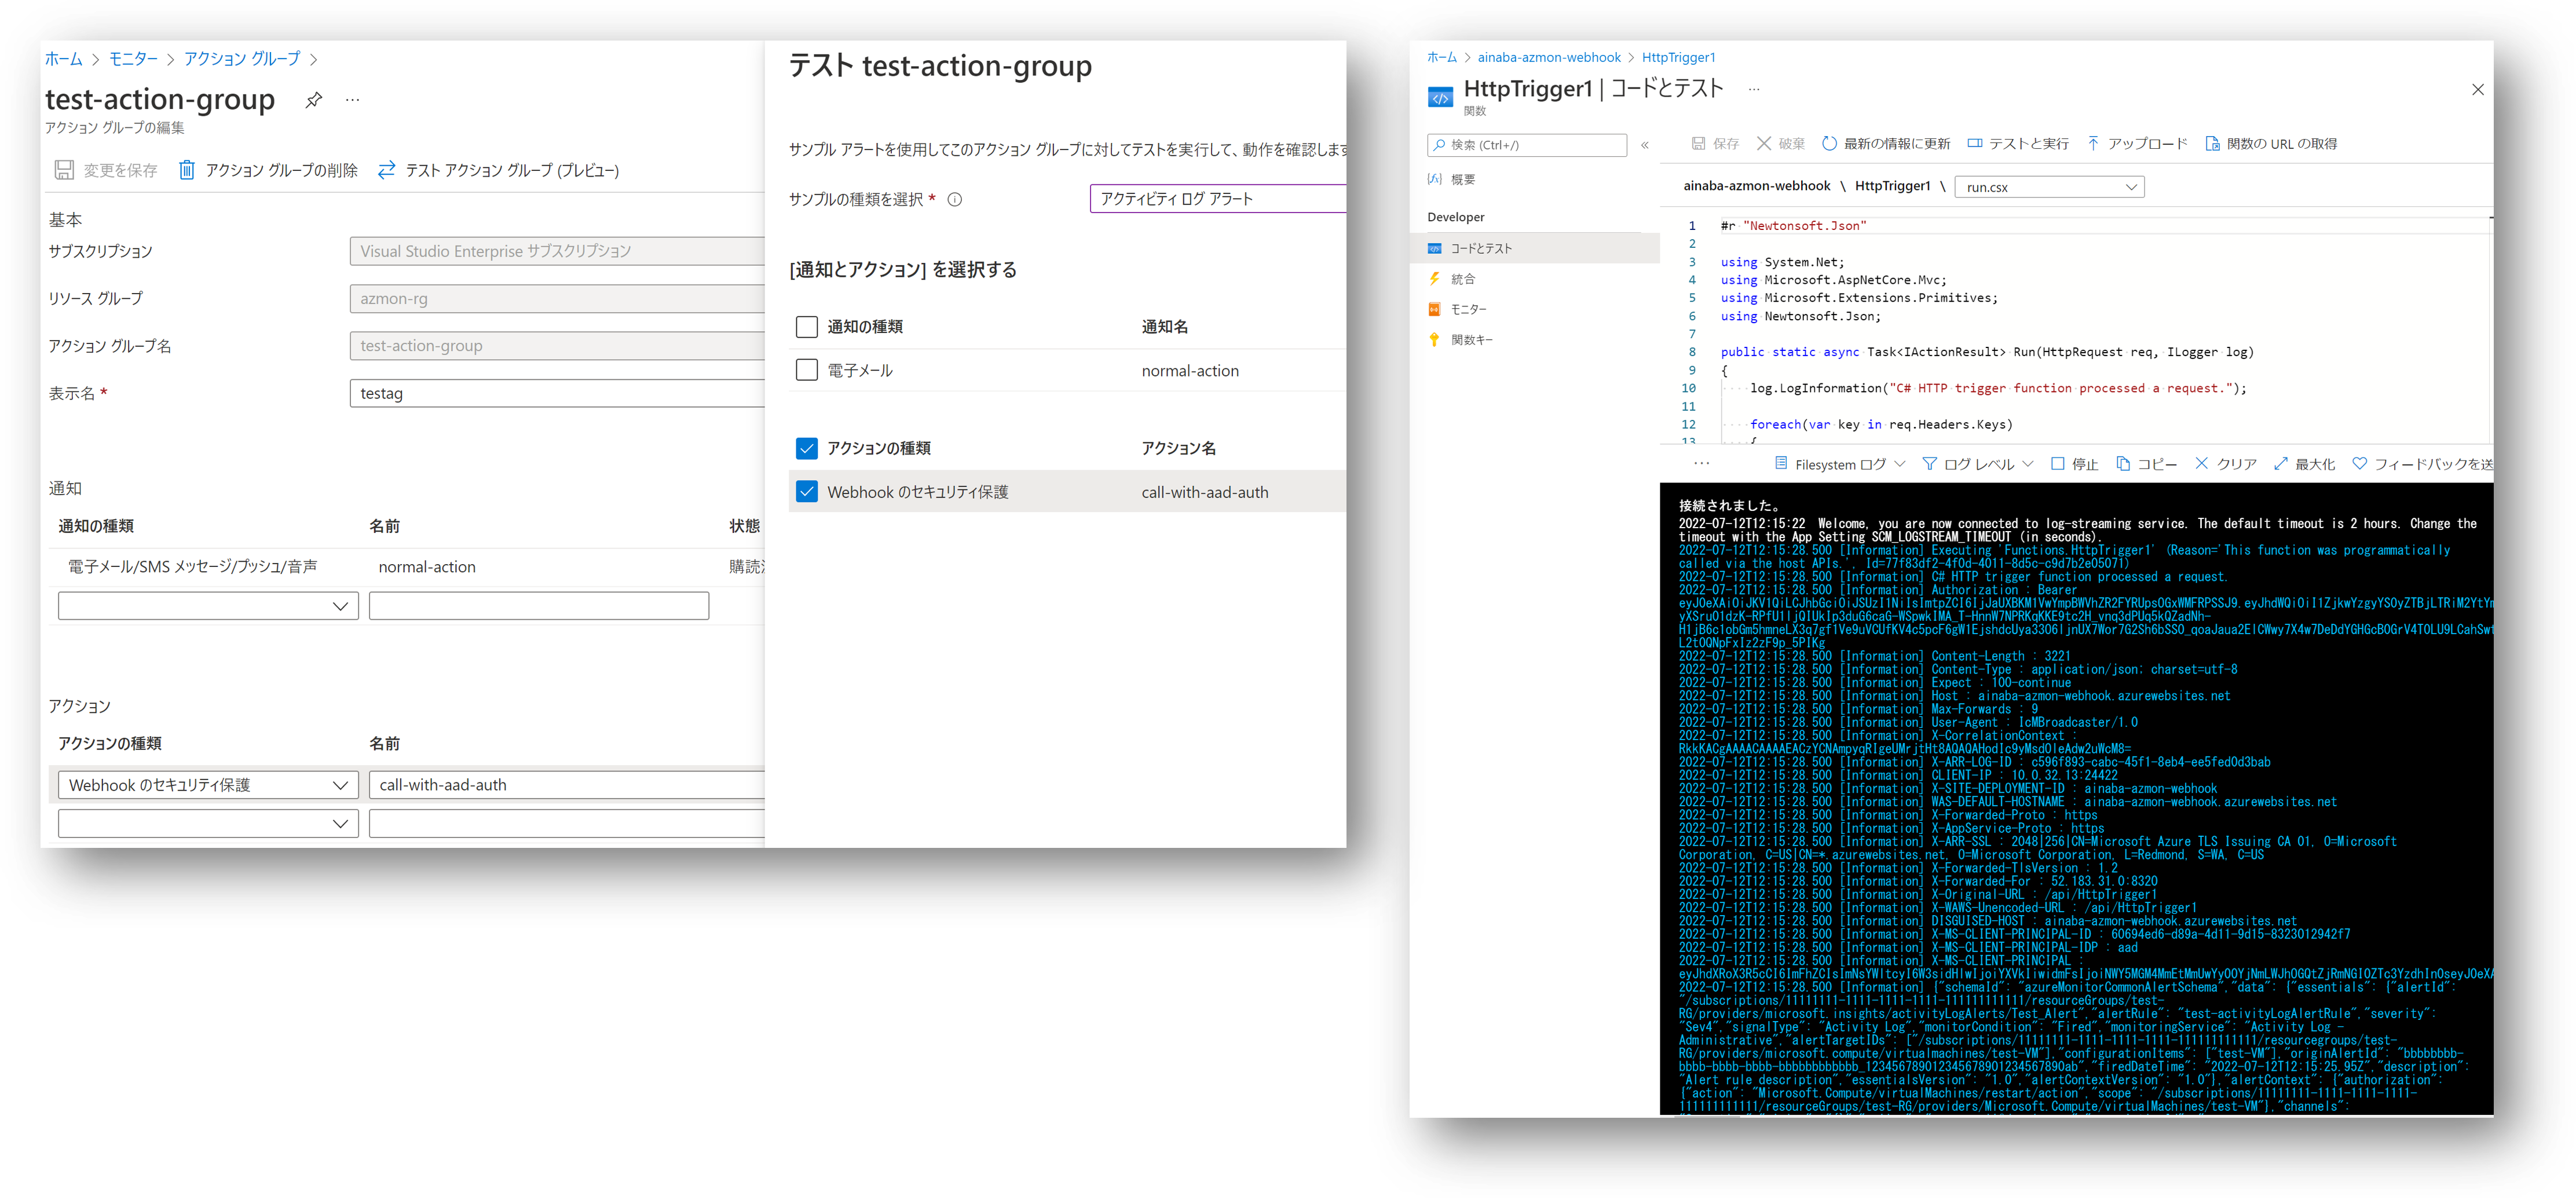 ホーム > モニター > アクション グループ >
test-action-group
アクション グループの編集
変更を保存 アクション グループの削除 テスト アクション グループ (プレビュー)
基本
サブスクリプション Visual Studio Enterprise サブスクリプション
リソース グループ azmon-rg
アクション グループ名 test-action-group
表示名 * testag
通知
通知の種類 名前 状態
電子メール/SMS メッセージ/プッシュ/音声 normal-action
アクション
アクションの種類 名前
Webhook のセキュリティ保護 call-with-aad-auth
テスト test-action-group
サンプル アラートを使用してこのアクション グループに対してテストを実行して、動作を確認します
サンプルの種類を選択 * アクティビティ ログ アラート
[通知とアクション] を選択する
通知の種類 通知名
電子メール normal-action
アクションの種類 アクション名
Webhook のセキュリティ保護 call-with-aad-auth
ホーム > ainaba-azmon-webhook > HttpTrigger1
HttpTrigger1 | コードとテスト ...
関数
検索 (Ctrl+/) «
概要
Developer
コードとテスト
統合
モニター
関数キー
保存 破棄 最新の情報に更新 テストと実行 アップロード 関数の URL の取得
ainaba-azmon-webhook \ HttpTrigger1 \ run.csx
1 #r "Newtonsoft.Json"
2
3 using System.Net;
4 using Microsoft.AspNetCore.Mvc;
5 using Microsoft.Extensions.Primitives;
6 using Newtonsoft.Json;
7
8 public static async Task<IActionResult> Run(HttpRequest req, ILogger log)
9 {
10 log.LogInformation("C# HTTP trigger function processed a request.");
11
12 foreach(var key in req.Headers.Keys)
13 {
... Filesystem ログ ログ レベル 停止 コピー クリア 最大化 フィードバックを送
接続されました。
2022-07-12T12:15:22 Welcome, you are now connected to log-streaming service. The default timeout is 2 hours. Change the
timeout with the App Setting SCM_LOGSTREAM_TIMEOUT (in seconds).
2022-07-12T12:15:28.500 [Information] Executing 'Functions.HttpTrigger1' (Reason='This function was programmatically
called via the host APIs.', Id=77f83df2-4f0d-4011-8d5c-c9d7b2e05071)
2022-07-12T12:15:28.500 [Information] C# HTTP trigger function processed a request.
2022-07-12T12:15:28.500 [Information] Authorization : Bearer
2022-07-12T12:15:28.500 [Information] Content-Length : 3221
2022-07-12T12:15:28.500 [Information] Content-Type : application/json; charset=utf-8
2022-07-12T12:15:28.500 [Information] Expect : 100-continue
2022-07-12T12:15:28.500 [Information] Host : ainaba-azmon-webhook.azurewebsites.net
2022-07-12T12:15:28.500 [Information] Max-Forwards : 9
2022-07-12T12:15:28.500 [Information] User-Agent : IcMBroadcaster/1.0
2022-07-12T12:15:28.500 [Information] X-CorrelationContext :
2022-07-12T12:15:28.500 [Information] X-ARR-LOG-ID : c596f893-cabc-45f1-8eb4-ee5fed0d3bab
2022-07-12T12:15:28.500 [Information] CLIENT-IP : 10.0.32.13:24422
2022-07-12T12:15:28.500 [Information] X-SITE-DEPLOYMENT-ID : ainaba-azmon-webhook
2022-07-12T12:15:28.500 [Information] WAS-DEFAULT-HOSTNAME : ainaba-azmon-webhook.azurewebsites.net
2022-07-12T12:15:28.500 [Information] X-Forwarded-Proto : https
2022-07-12T12:15:28.500 [Information] X-AppService-Proto : https
2022-07-12T12:15:28.500 [Information] X-ARR-SSL : 2048|256|CN=Microsoft Azure TLS Issuing CA 01, O=Microsoft
Corporation, C=US|CN=*.azurewebsites.net, O=Microsoft Corporation, L=Redmond, S=WA, C=US
2022-07-12T12:15:28.500 [Information] X-Forwarded-TlsVersion : 1.2
2022-07-12T12:15:28.500 [Information] X-Forwarded-For : 52.183.31.0:8320
2022-07-12T12:15:28.500 [Information] X-Original-URL : /api/HttpTrigger1
2022-07-12T12:15:28.500 [Information] X-WAWS-Unencoded-URL : /api/HttpTrigger1
2022-07-12T12:15:28.500 [Information] DISGUISED-HOST : ainaba-azmon-webhook.azurewebsites.net
2022-07-12T12:15:28.500 [Information] X-MS-CLIENT-PRINCIPAL-ID : 60694ed6-d89a-4d11-9d15-8323012942f7
2022-07-12T12:15:28.500 [Information] X-MS-CLIENT-PRINCIPAL-IDP : aad
2022-07-12T12:15:28.500 [Information] X-MS-CLIENT-PRINCIPAL :
2022-07-12T12:15:28.500 [Information] {"schemaId": "azureMonitorCommonAlertSchema","data": {"essentials": {"alertId":
"/subscriptions/11111111-1111-1111-1111-111111111111/resourceGroups/test-
RG/providers/microsoft.insights/activityLogAlerts/Test_Alert","alertRule": "test-activityLogAlertRule","severity":
"Sev4","signalType": "Activity Log","monitorCondition": "Fired","monitoringService": "Activity Log -
Administrative","alertTargetIDs": ["/subscriptions/11111111-1111-1111-1111-111111111111/resourcegroups/test-
RG/providers/microsoft.compute/virtualmachines/test-VM"],"configurationItems": ["test-VM"],"originAlertId": "bbbbbbbb-
bbbb-bbbb-bbbb-bbbbbbbbbbbb_123456789012345678901234567890ab","firedDateTime": "2022-07-12T12:15:25.95Z","description":
"Alert rule description","essentialsVersion": "1.0","alertContextVersion": "1.0"},"alertContext": {"authorization":
{"action": "Microsoft.Compute/virtualMachines/restart/action","scope": "/subscriptions/11111111-1111-1111-1111-
111111111111/resourceGroups/test-RG/providers/Microsoft.Compute/virtualMachines/test-VM"},"channels":